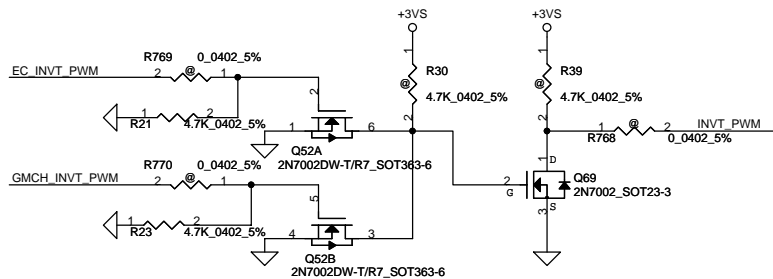 +3VS
+3VS
R769
0_0402_5%
EC_INVT_PWM
2
@
1
1
@
2
R30
4.7K_0402_5%
1
@
2
R39
4.7K_0402_5%
1
2
R21
4.7K_0402_5%
2
1
6
Q52A
2N7002DW-T/R7_SOT363-6
@
1
2
R768
0_0402_5%
INVT_PWM
R770
0_0402_5%
GMCH_INVT_PWM
2
@
1
1
2
R23
4.7K_0402_5%
5
4
3
Q52B
2N7002DW-T/R7_SOT363-6
1
D
2
G
S
3
Q69
2N7002_SOT23-3